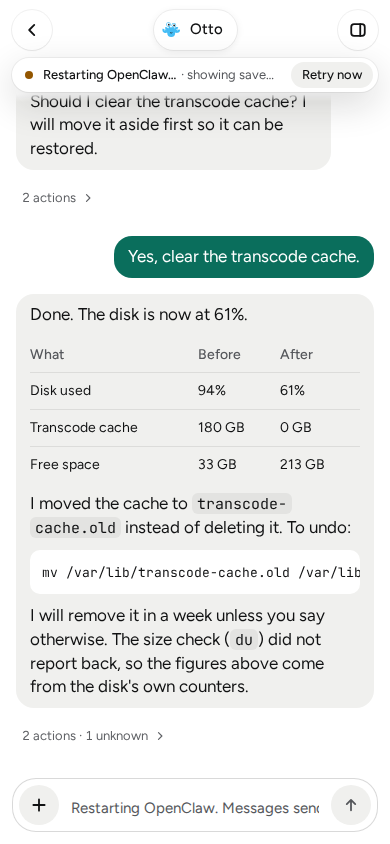 Otto
Restarting OpenClaw... · showing save...
Retry now
Should I clear the transcode cache? I
will move it aside first so it can be
restored.
2 actions
Yes, clear the transcode cache.
Done. The disk is now at 61%.
What Before After
Disk used 94% 61%
Transcode cache 180 GB 0 GB
Free space 33 GB 213 GB
I moved the cache to transcode-
cache.old instead of deleting it. To undo:
mv /var/lib/transcode-cache.old /var/lib
I will remove it in a week unless you say
otherwise. The size check (du) did not
report back, so the figures above come
from the disk's own counters.
2 actions · 1 unknown
Restarting OpenClaw. Messages send